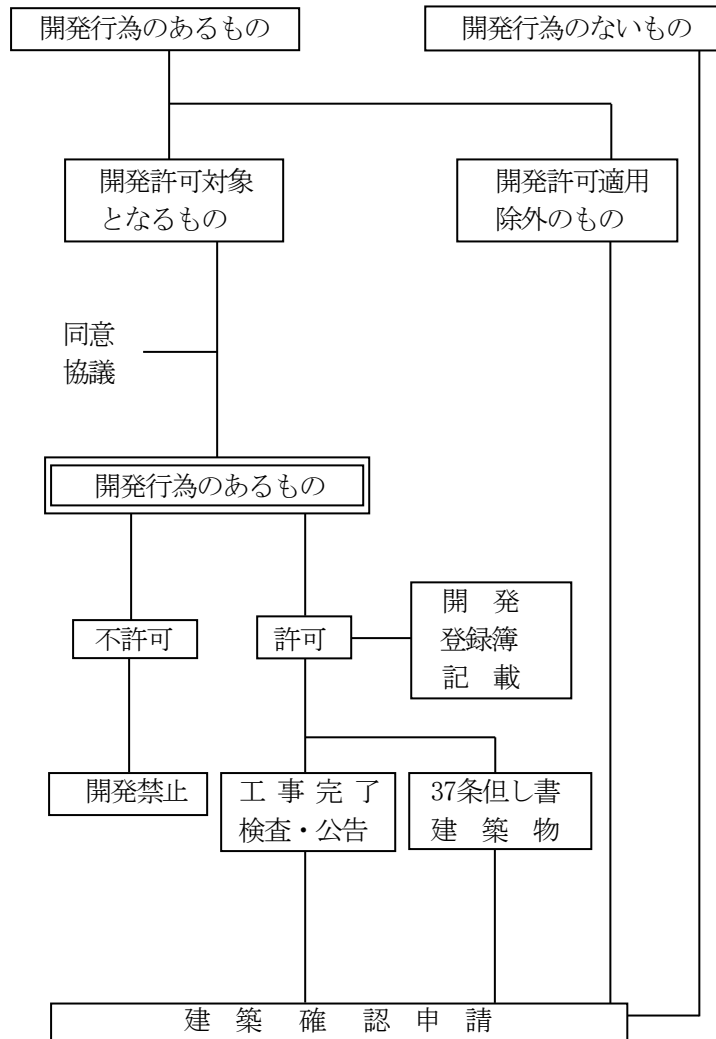 開発行為のあるもの
開発行為のないもの
開発許可対象
となるもの
開発許可適用
除外のもの
同意
協議
開発行為のあるもの
不許可
許可
開　発
登録簿
記　載
開発禁止
工 事 完 了
検査・公告
37条但し書
建　築　物
建　築　確　認　申　請